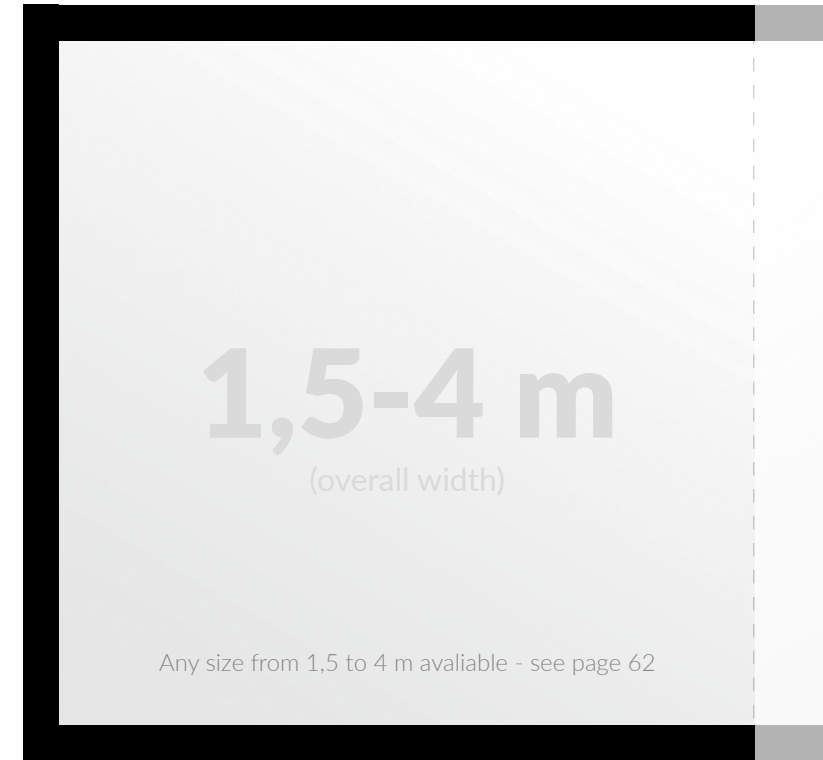 1,5-4 m
(overall width)
Any size from 1,5 to 4 m avaliable - see page 62